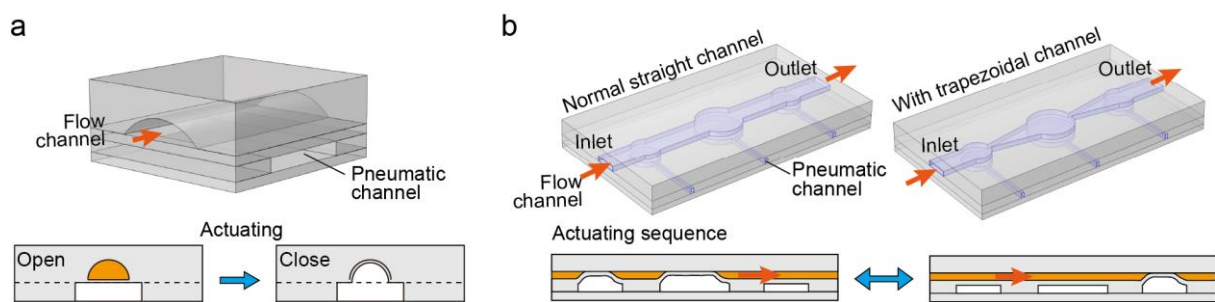 a
Flow
channel
Pneumatic
channel
Actuating
Open
Close
b
Normal straight channel
Outlet
Inlet
Flow
channel
Pneumatic
channel
With trapezoidal channel
Outlet
Inlet
Actuating sequence